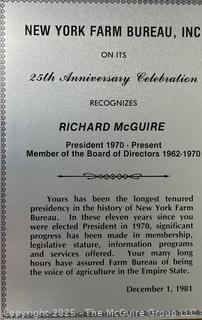 NEW YORK FARM BUREAU, INC
ON ITS
25th Anniversary Celebration
RECOGNIZES
RICHARD McGUIRE
President 1970 - Present
Member of the Board of Directors 1962-1970
Yours has been the longest tenured
presidency in the history of New York Farm
Bureau. In these eleven years since you
were elected President in 1970, significant
progress has been made in membership,
legislative stature, information programs
and services offered. Your many long
hours have assured Farm Bureau of being
the voice of agriculture in the Empire State.
December 1, 1981
Copyright 2025 - The McGuire Group LLC